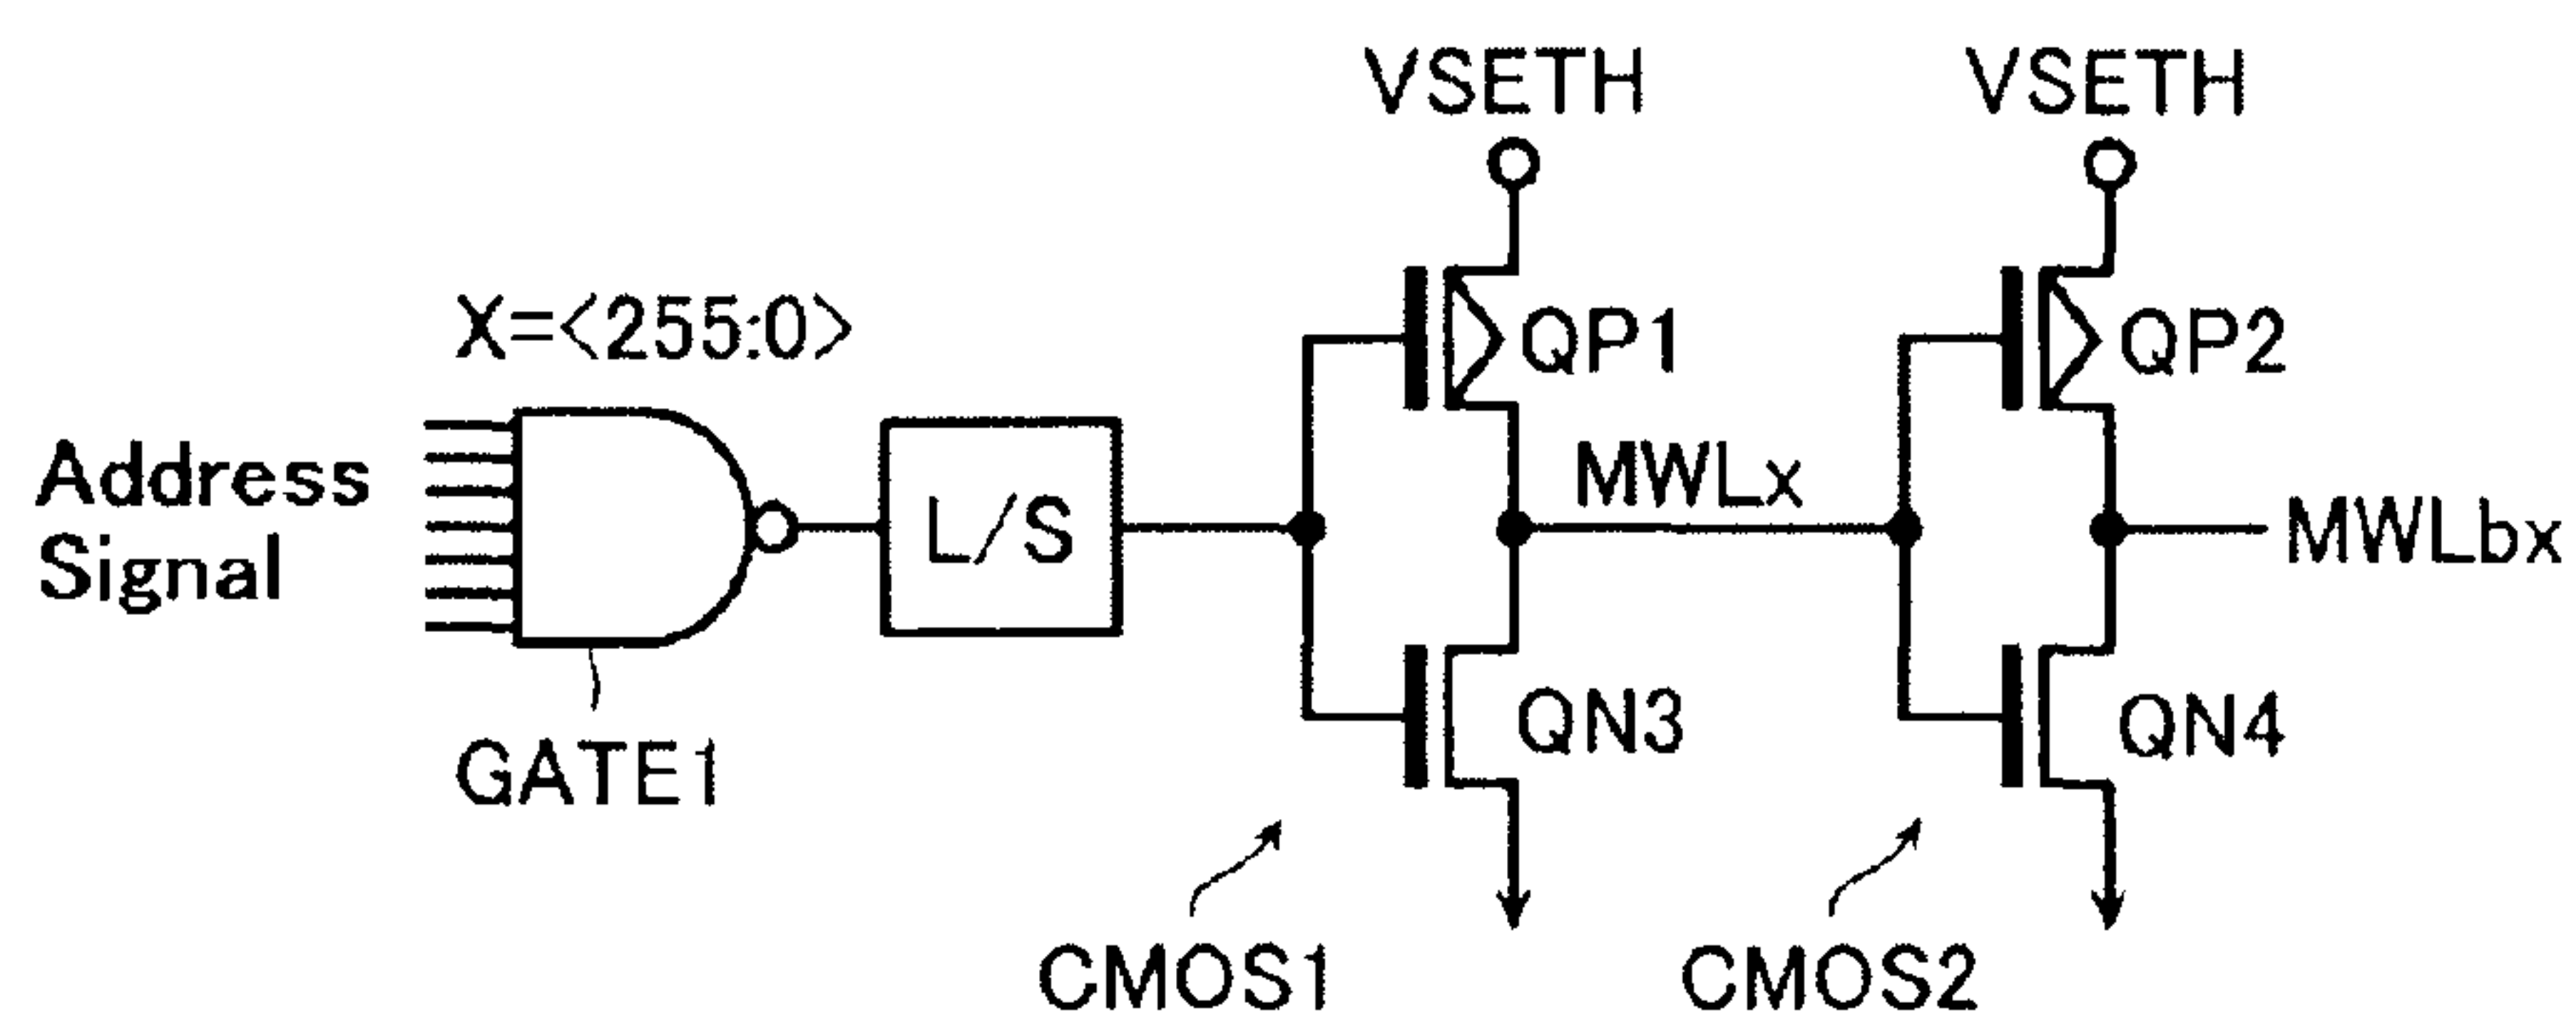 VSETH
VSETH
X=<255:0>
QP1
QP2
Address
Signal
L/S
MWLx
MWLbx
QN3
QN4
GATE1
CMOS1
CMOS2